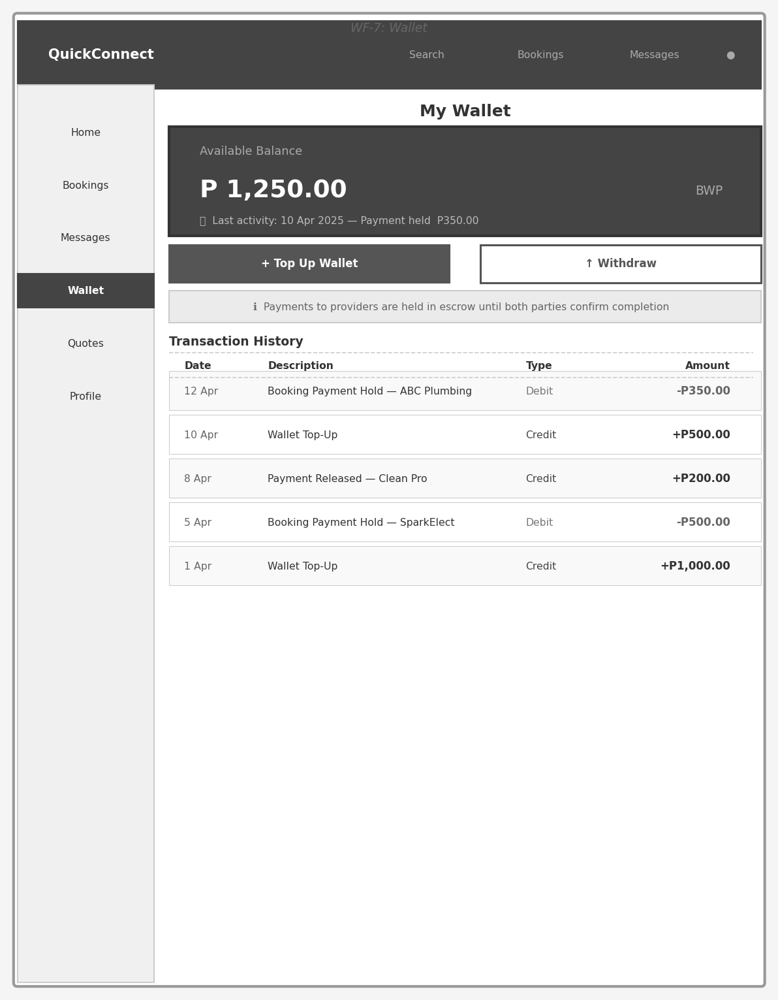 WF-7: Wallet
QuickConnect Search Bookings Messages
Home
Bookings
Messages
Wallet
Quotes
Profile
My Wallet
Available Balance
P 1,250.00 BWP
Last activity: 10 Apr 2025 — Payment held P350.00
+ Top Up Wallet ↑ Withdraw
ℹ Payments to providers are held in escrow until both parties confirm completion
Transaction History
Date Description Type Amount
12 Apr Booking Payment Hold — ABC Plumbing Debit -P350.00
10 Apr Wallet Top-Up Credit +P500.00
8 Apr Payment Released — Clean Pro Credit +P200.00
5 Apr Booking Payment Hold — SparkElect Debit -P500.00
1 Apr Wallet Top-Up Credit +P1,000.00